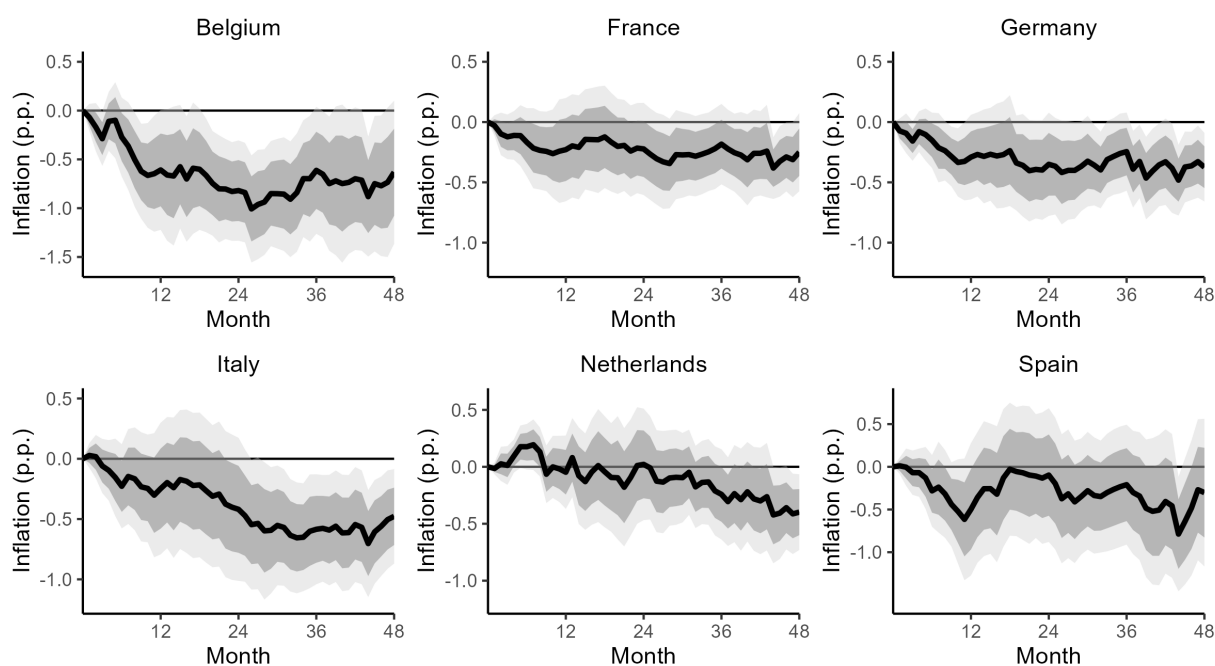 Belgium
0.5
0.0
-0.5
-1.0
-1.5
Inflation (p.p.)
12 24 36 48
Month
France
0.5
0.0
-0.5
-1.0
Inflation (p.p.)
12 24 36 48
Month
Germany
0.5
0.0
-0.5
-1.0
Inflation (p.p.)
12 24 36 48
Month
Italy
0.5
0.0
-0.5
-1.0
Inflation (p.p.)
12 24 36 48
Month
Netherlands
0.5
0.0
-0.5
-1.0
Inflation (p.p.)
12 24 36 48
Month
Spain
0.5
0.0
-0.5
-1.0
Inflation (p.p.)
12 24 36 48
Month